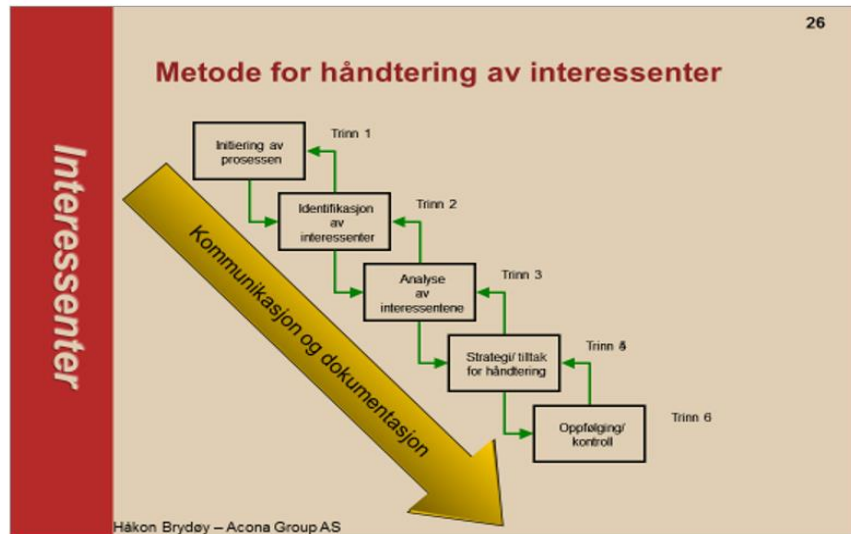 26
Metode for håndtering av interessenter
Interessenter
Initiering av
prosessen
Trinn 1
Identifikasjon
av
interessenter
Trinn 2
Analyse
av
interessentene
Trinn 3
Strategi/ tiltak
for håndtering
Trinn
Oppfølging/
kontroll
Trinn 6
Kommunikasjon og dokumentasjon
Håkon Brydøy – Acona Group AS